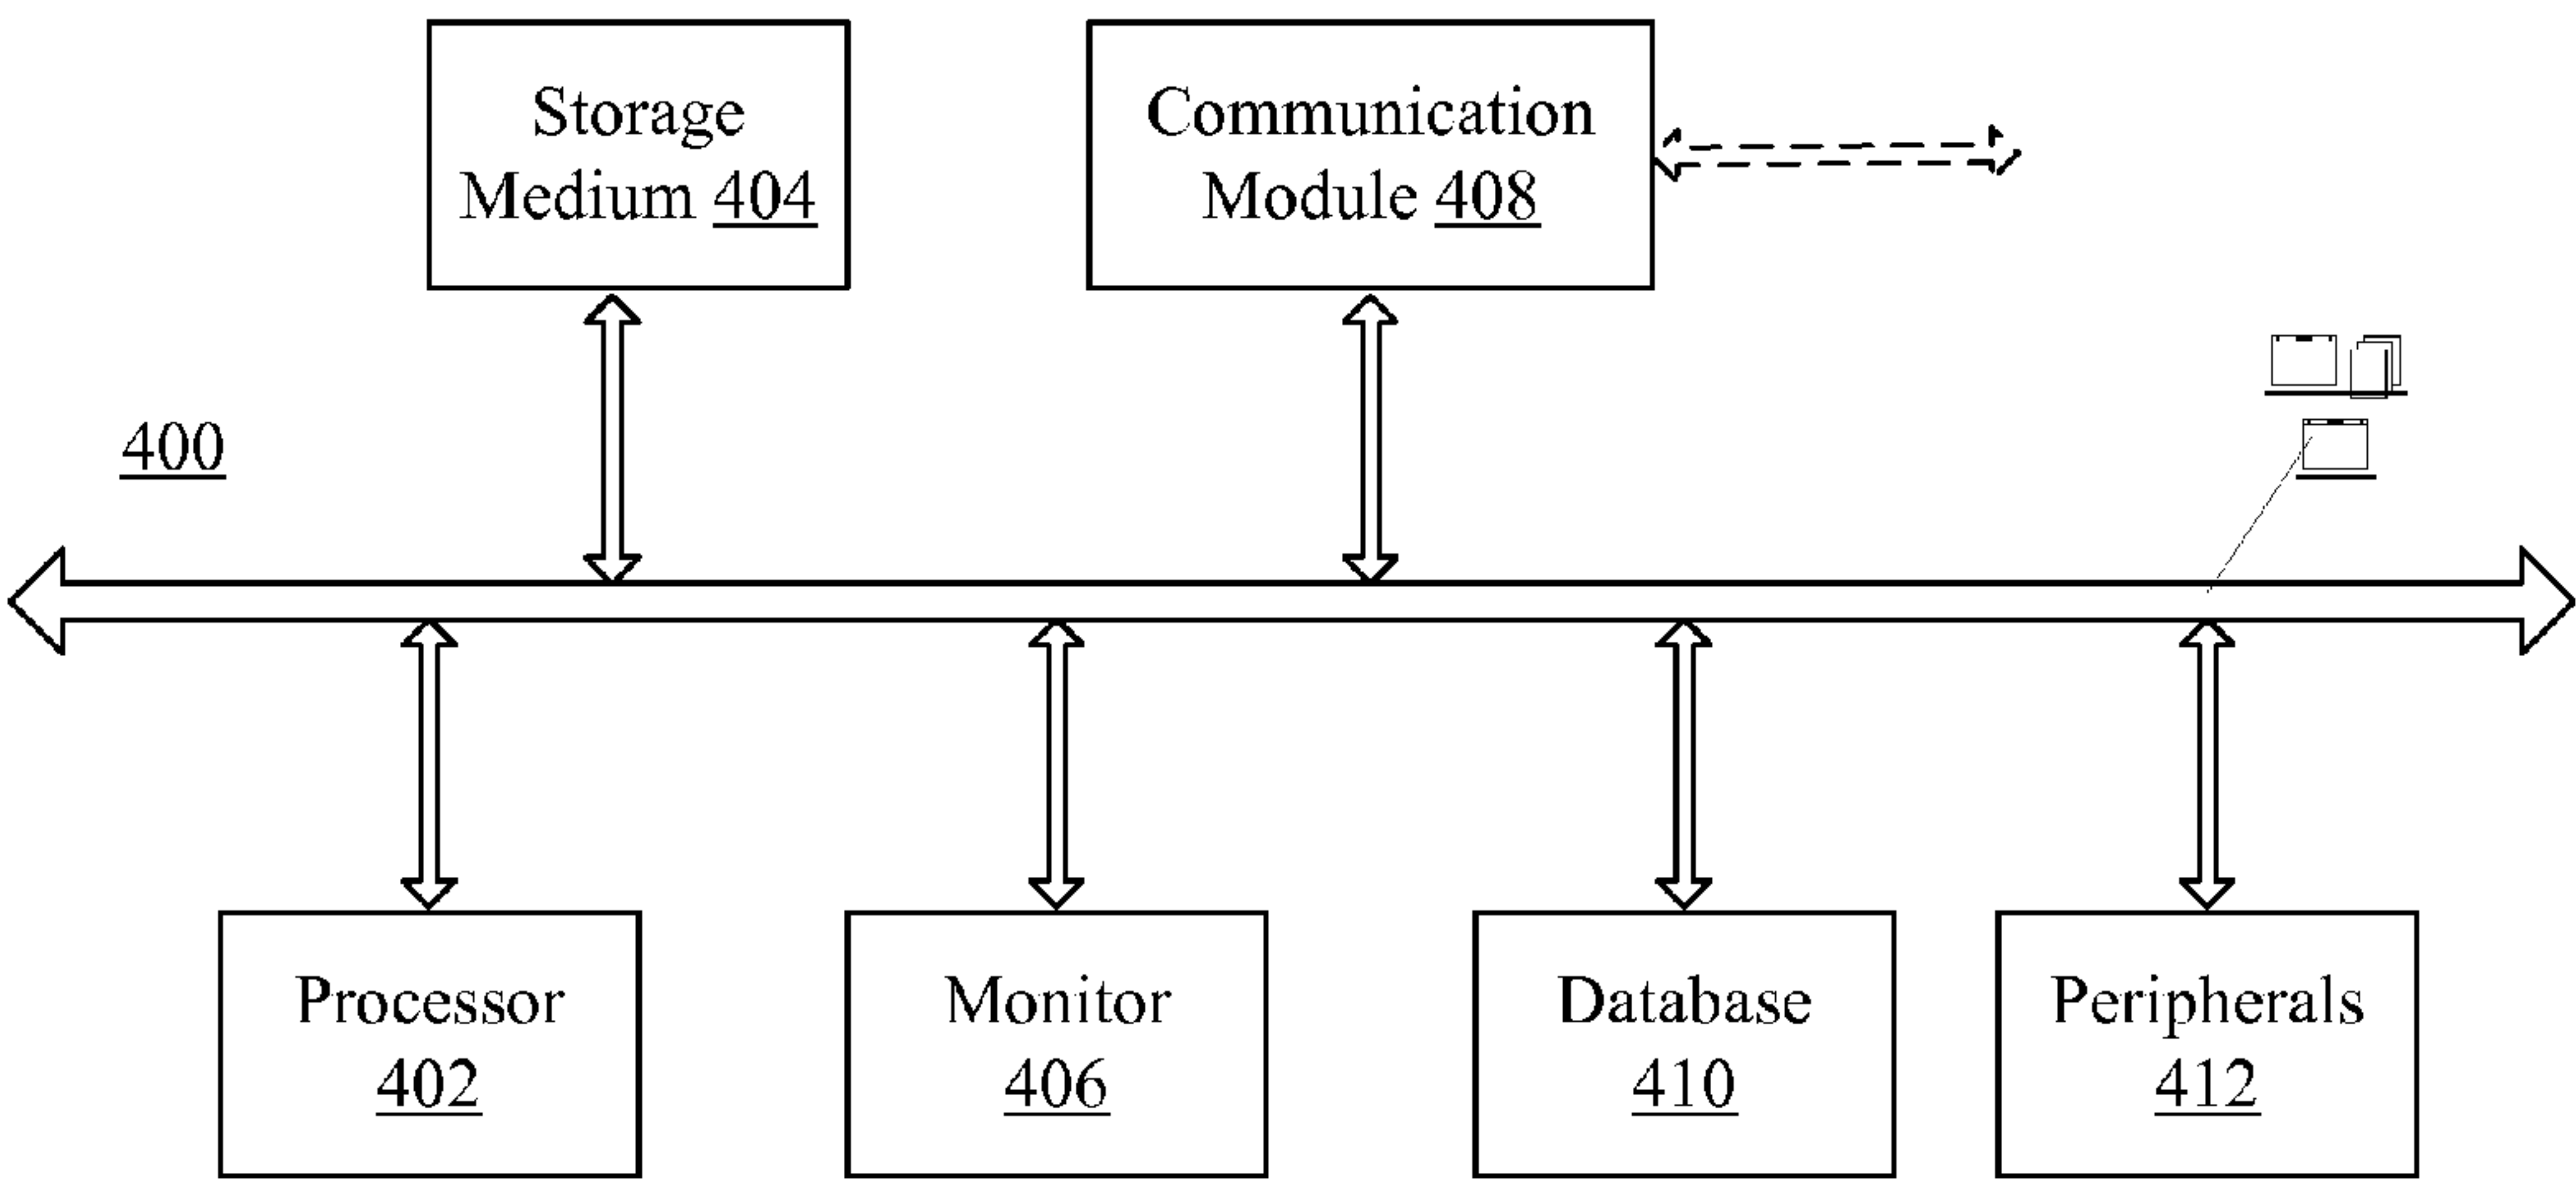 Storage
Medium 404
Communication
Module 408
400
Processor
402
Monitor
406
Database
410
Peripherals
412